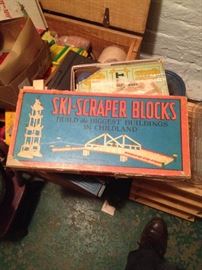 SKI-SCRAPER BLOCKS
BUILD the BIGGEST BUILDINGS
IN CHILDLAND